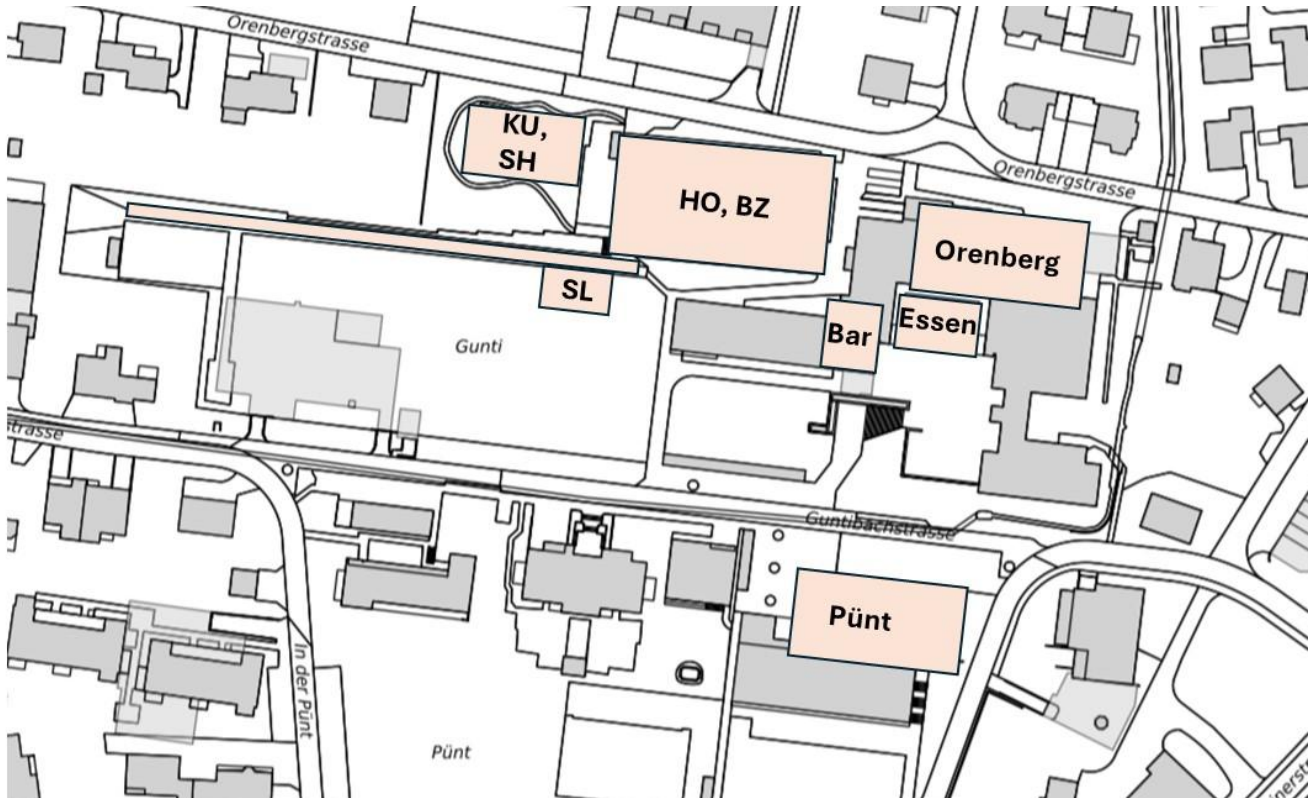 Orenbergstrasse
KU,
SH
HO, BZ
Orenbergstrasse
Orenberg
SL
Bar
Essen
Gunti
strasse
Guntibachstrasse
Pünt
In der Pünt
Pünt